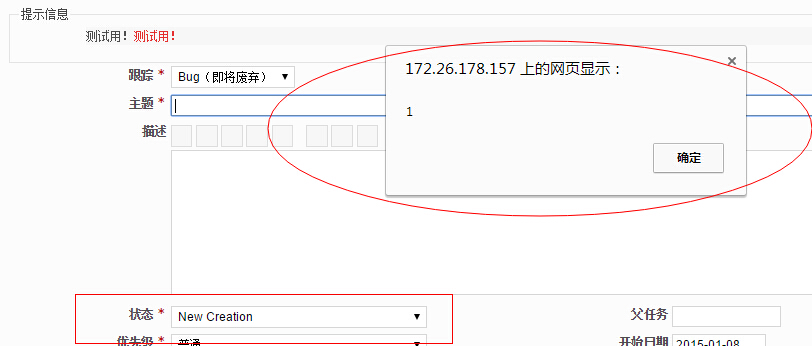 提示信息
测试用！测试用！
172.26.178.157 上的网页显示：
1
确定
跟踪 * Bug（即将废弃）
主题 *
描述
状态 * New Creation
父任务
优先级 * 普通
开始日期 2015-01-08